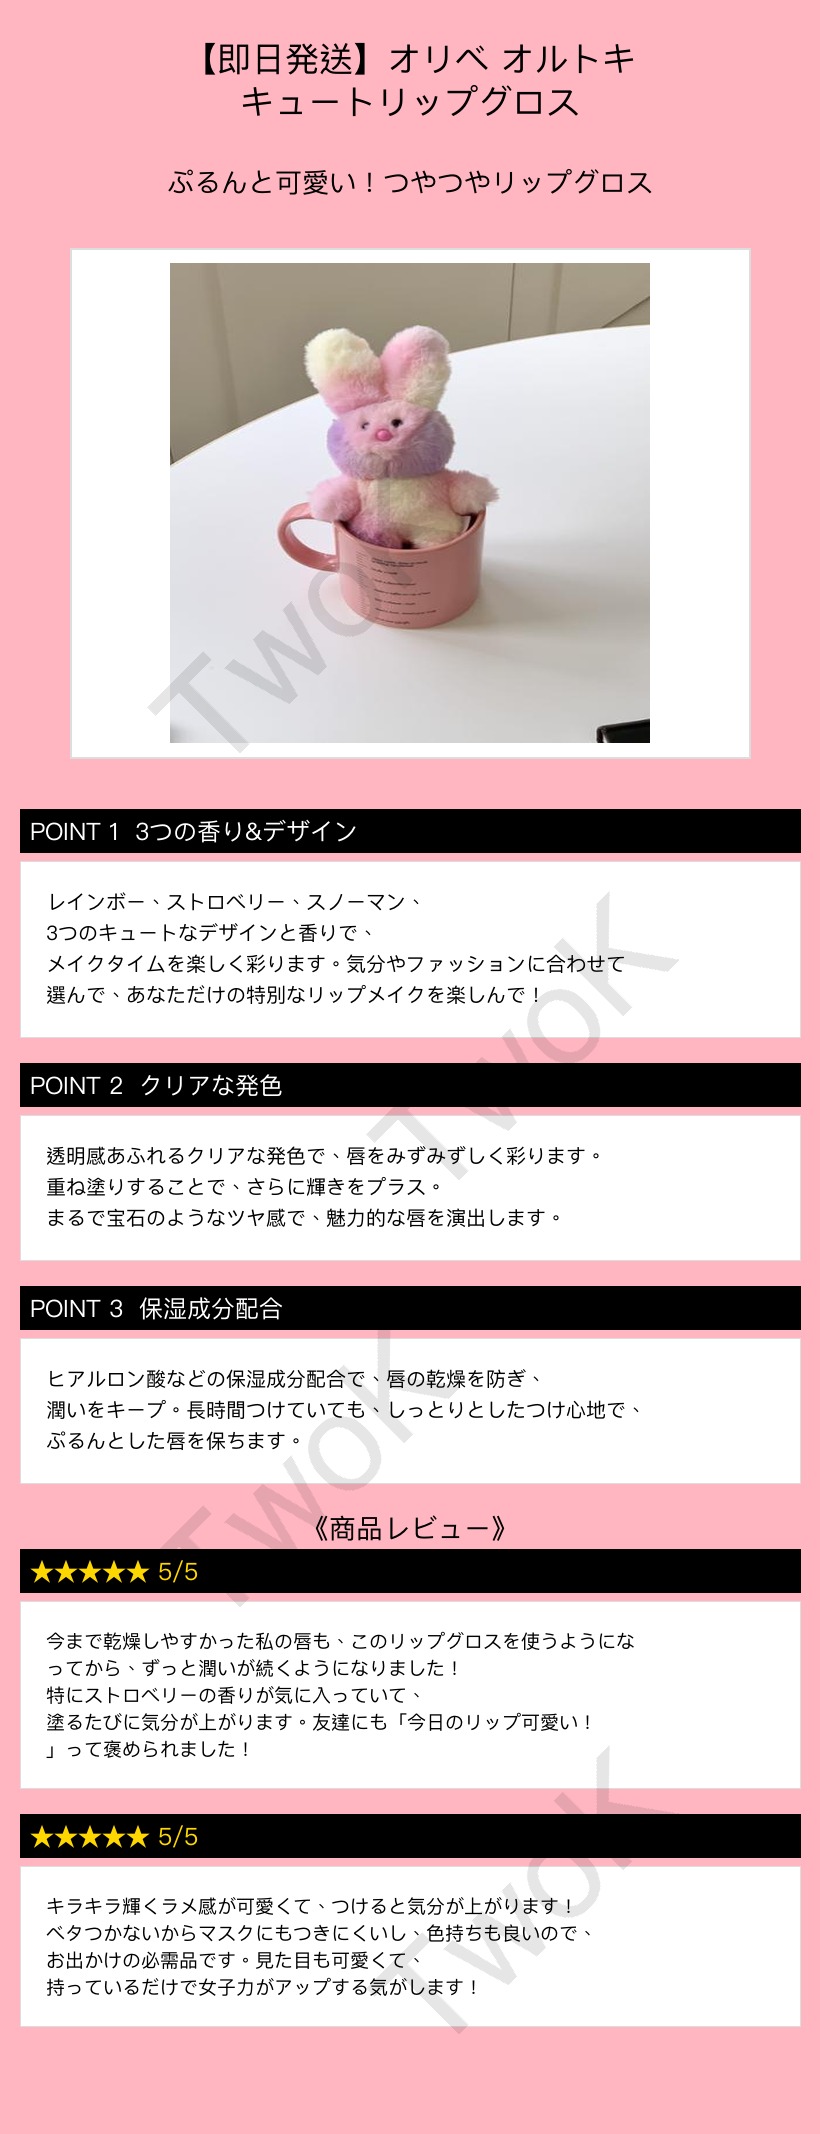 【即日発送】オリベ オルトキ
キュートリップグロス
ぷるんと可愛い！つやつやリップグロス
TwoK
POINT 1 3つの香り&デザイン
レインボー、ストロベリー、スノーマン、
3つのキュートなデザインと香りで、
メイクタイムを楽しく彩ります。気分やファッションに合わせて
選んで、あなただけの特別なリップメイクを楽しんで！
TwoK
POINT 2 クリアな発色
透明感あふれるクリアな発色で、唇をみずみずしく彩ります。
重ね塗りすることで、さらに輝きをプラス。
まるで宝石のようなツヤ感で、魅力的な唇を演出します。
POINT 3 保湿成分配合
ヒアルロン酸などの保湿成分配合で、唇の乾燥を防ぎ、
潤いをキープ。長時間つけていても、しっとりとしたつけ心地で、
ぷるんとした唇を保ちます。
TwoK
《商品レビュー》
★★★★★ 5/5
今まで乾燥しやすかった私の唇も、このリップグロスを使うようにな
ってから、ずっと潤いが続くようになりました！
特にストロベリーの香りが気に入っていて、
塗るたびに気分が上がります。友達にも「今日のリップ可愛い！
」って褒められました！
★★★★★ 5/5
キラキラ輝くラメ感が可愛くて、つけると気分が上がります！
ベタつかないからマスクにもつきにくいし、色持ちも良いので、
お出かけの必需品です。見た目も可愛くて、
持っているだけで女子力がアップする気がします！
TwoK